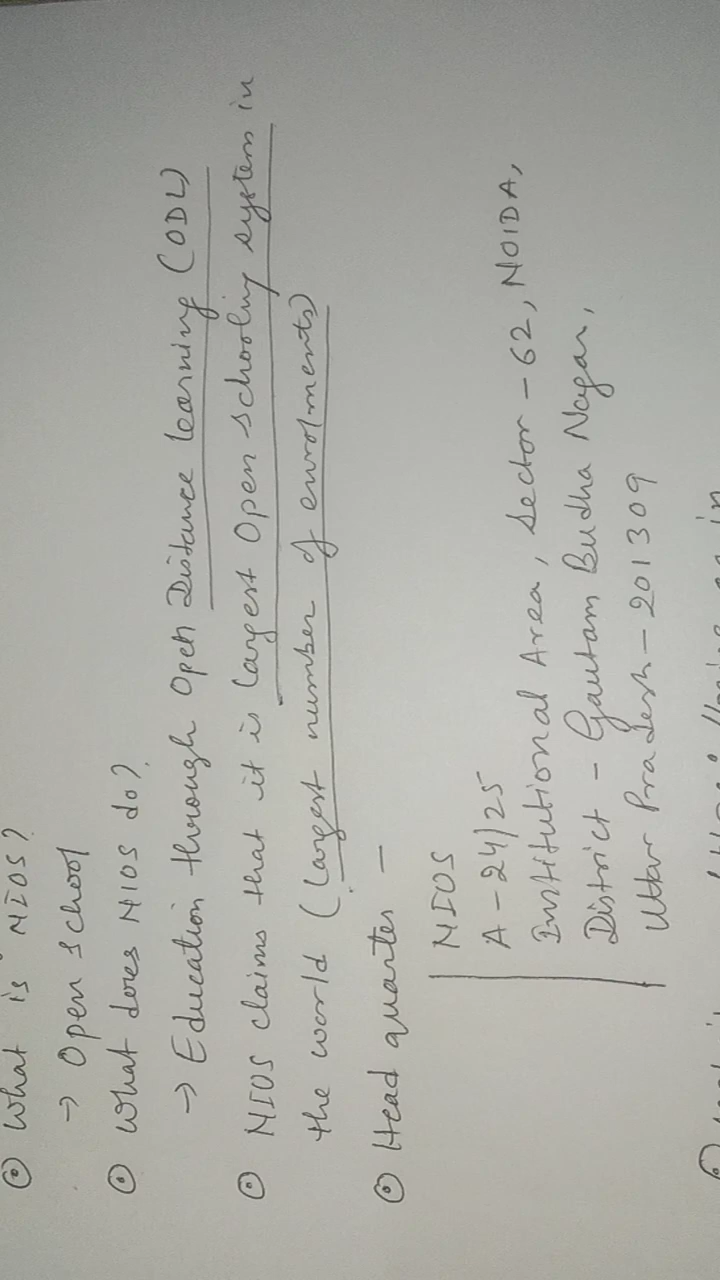 ⊙ What is NIOS?
→ Open School
⊙ What does NIOS do?
→ Education through Open Distance Learning (ODL)
⊙ NIOS claims that it is largest Open schooling system in
the world (largest number of enrolments)
⊙ Head quarter –
NIOS
A-24/25
Institutional Area, Sector-62, NOIDA,
District - Gautam Budha Nagar,
Uttar Pradesh - 201309